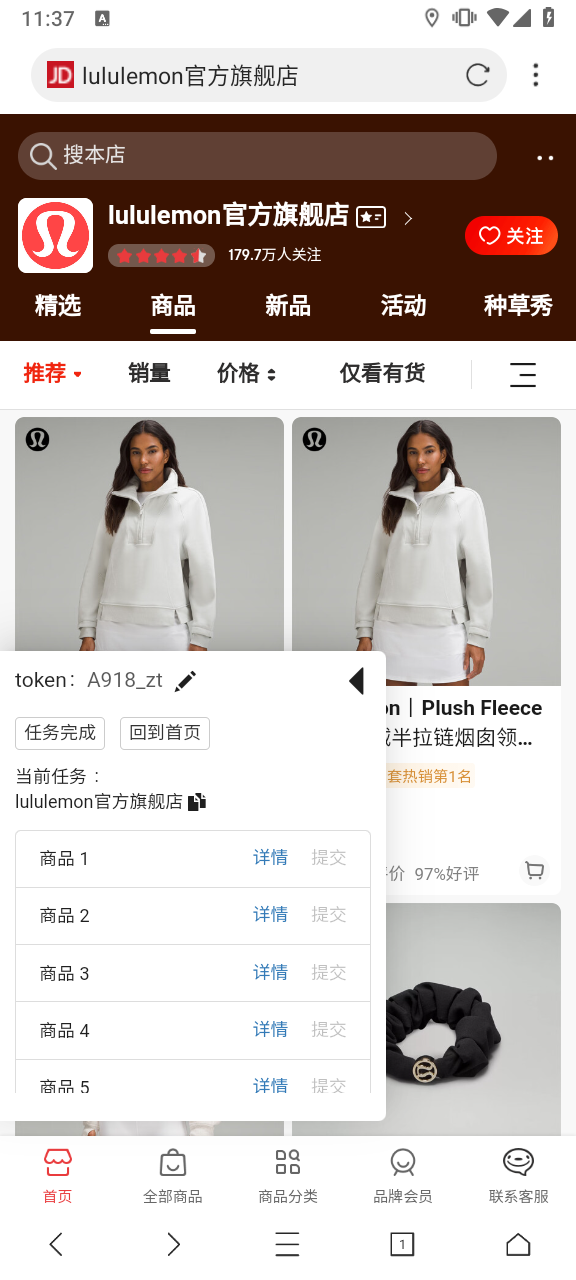 11:37
A
JD lululemon官方旗舰店
搜本店
lululemon官方旗舰店
179.7万人关注
关注
精选 商品 新品 活动 种草秀
推荐 销量 价格 仅看有货
token： A918_zt
on｜Plush Fleece
任务完成 回到首页
半拉链烟囱领...
当前任务：
套热销第1名
lululemon官方旗舰店
商品 1 详情 提交
价 97%好评
商品 2 详情 提交
商品 3 详情 提交
商品 4 详情 提交
商品 5 详情 提交
首页 全部商品 商品分类 品牌会员 联系客服
1